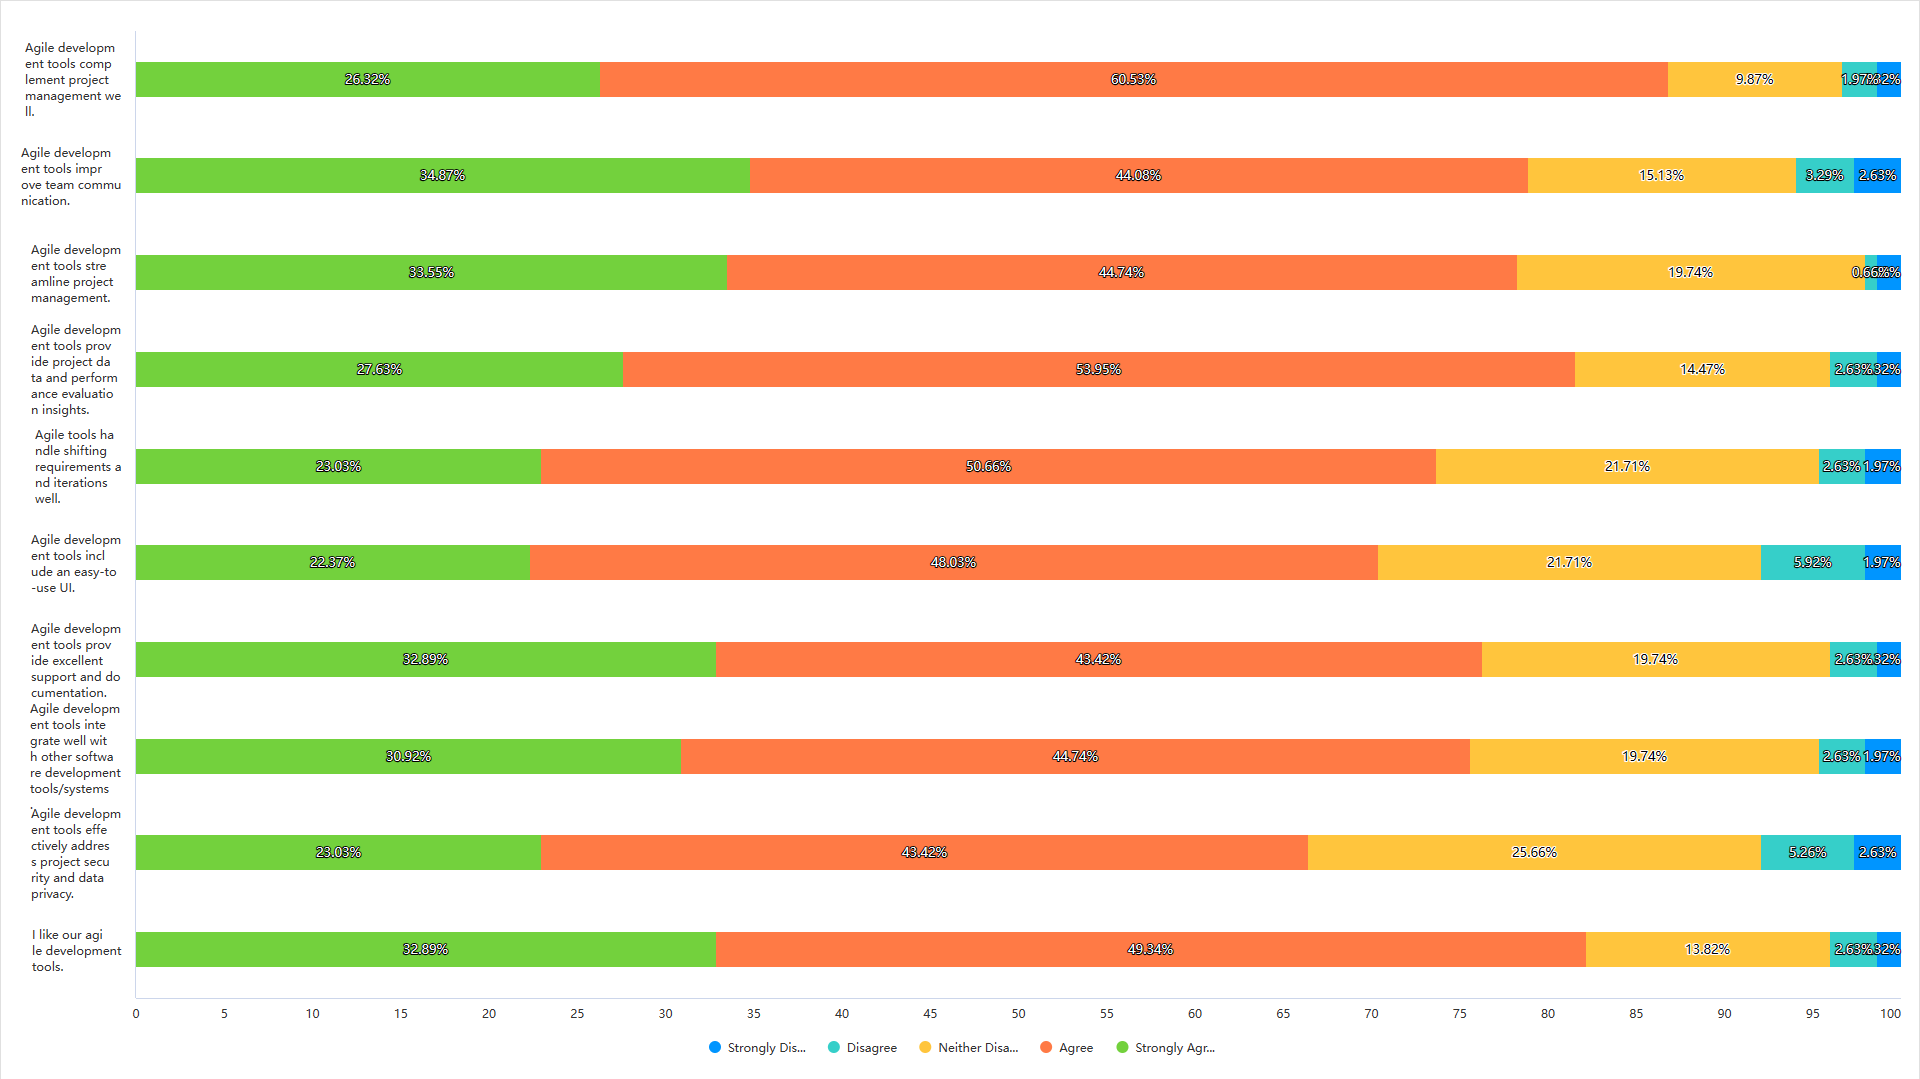 Agile developm
ent tools comp
lement project
management we
ll.
26.32% 60.53% 9.87% 1.97%
Agile developm
ent tools impr
ove team commu
nication.
34.87% 44.08% 15.13% 3.29% 2.63%
Agile developm
ent tools stre
amline project
management.
33.55% 44.74% 19.74% 0.66%
Agile developm
ent tools prov
ide project da
ta and perform
ance evaluatio
n insights.
27.63% 53.95% 14.47% 2.63%
Agile tools ha
ndle shifting
requirements a
nd iterations
well.
23.03% 50.66% 21.71% 2.63% 1.97%
Agile developm
ent tools incl
ude an easy-to
-use UI.
22.37% 48.03% 21.71% 5.92% 1.97%
Agile developm
ent tools prov
ide excellent
support and do
cumentation.
32.89% 43.42% 19.74% 2.63%
Agile developm
ent tools inte
grate well wit
h other softwa
re development
tools/systems
.
30.92% 44.74% 19.74% 2.63% 1.97%
Agile developm
ent tools effe
ctively addres
s project secu
rity and data
privacy.
23.03% 43.42% 25.66% 5.26% 2.63%
I like our agi
le development
tools.
32.89% 49.34% 13.82% 2.63%
0 5 10 15 20 25 30 35 40 45 50 55 60 65 70 75 80 85 90 95 100
Strongly Dis... Disagree Neither Disa... Agree Strongly Agr...